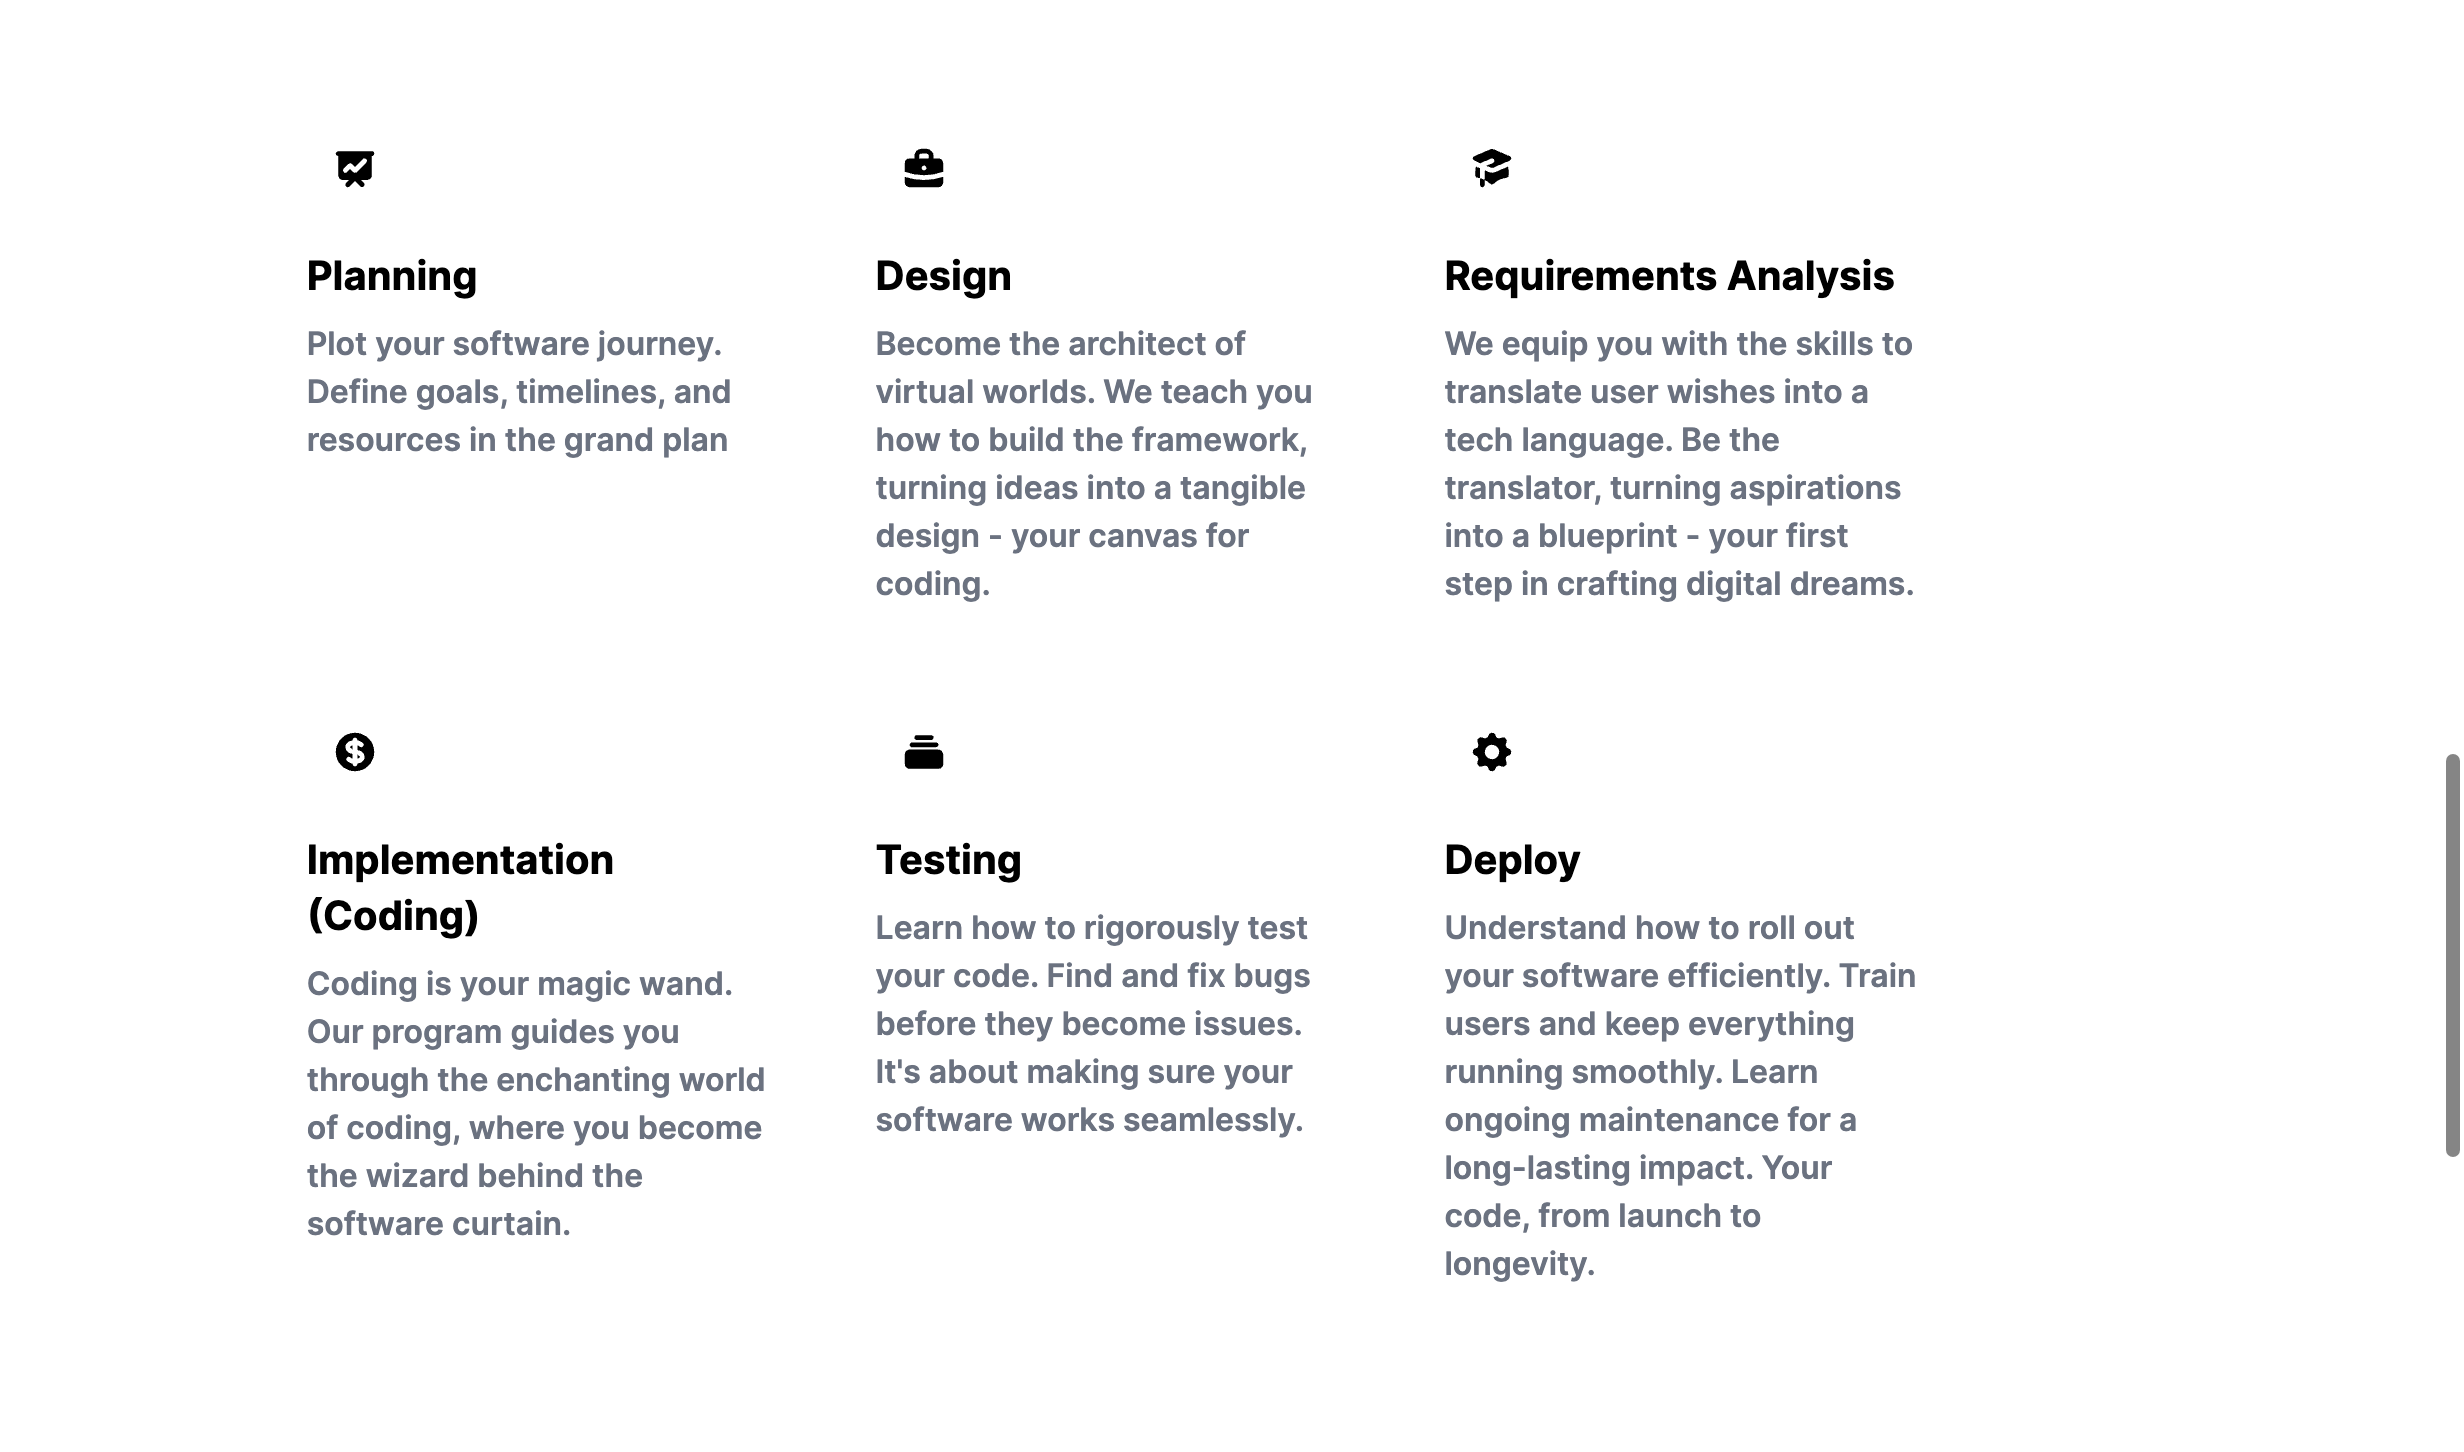 Planning
Plot your software journey.
Define goals, timelines, and
resources in the grand plan
Design
Become the architect of
virtual worlds. We teach you
how to build the framework,
turning ideas into a tangible
design - your canvas for
coding.
Requirements Analysis
We equip you with the skills to
translate user wishes into a
tech language. Be the
translator, turning aspirations
into a blueprint - your first
step in crafting digital dreams.
Implementation
(Coding)
Coding is your magic wand.
Our program guides you
through the enchanting world
of coding, where you become
the wizard behind the
software curtain.
Testing
Learn how to rigorously test
your code. Find and fix bugs
before they become issues.
It's about making sure your
software works seamlessly.
Deploy
Understand how to roll out
your software efficiently. Train
users and keep everything
running smoothly. Learn
ongoing maintenance for a
long-lasting impact. Your
code, from launch to
longevity.